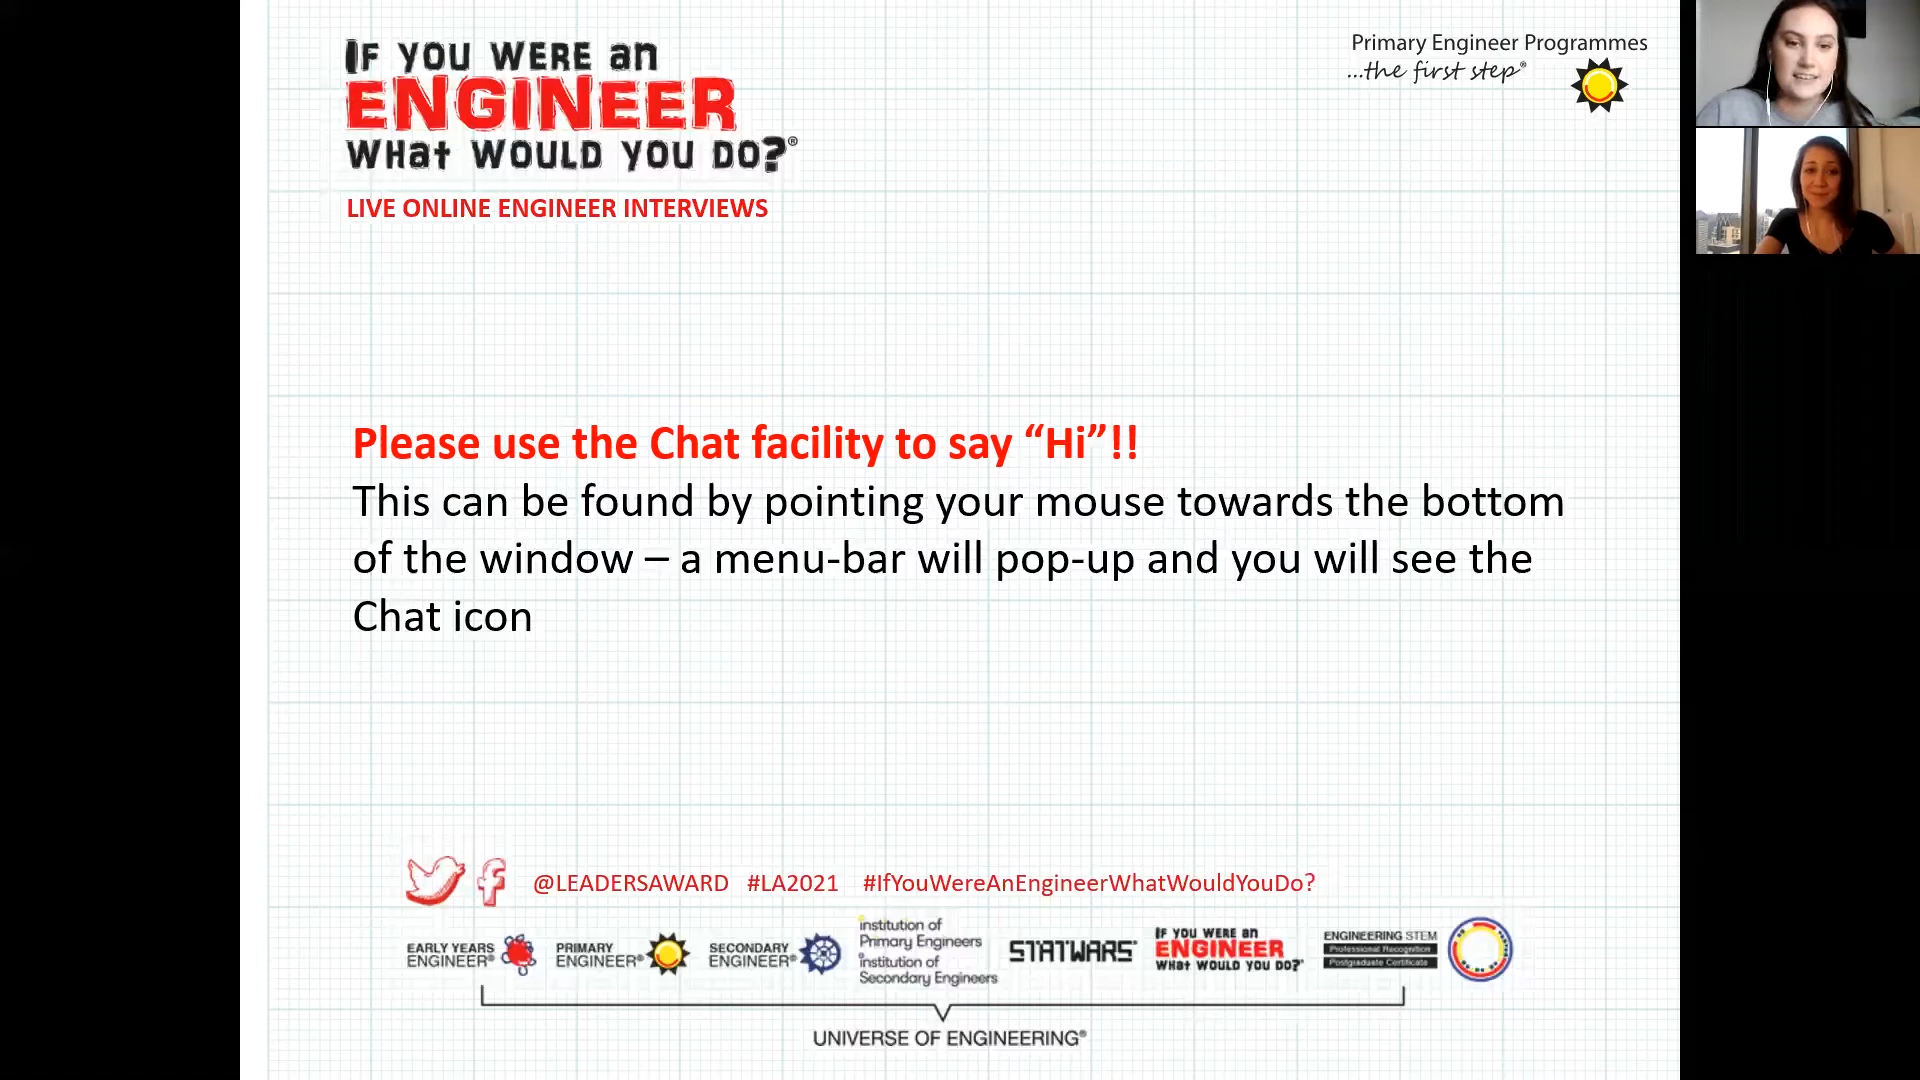 IF YOU WERE an
ENGINEER
WHat WOULD YOU DO?®
LIVE ONLINE ENGINEER INTERVIEWS
Primary Engineer Programmes
...the first step®
Please use the Chat facility to say “Hi”!!
This can be found by pointing your mouse towards the bottom
of the window – a menu-bar will pop-up and you will see the
Chat icon
@LEADERSAWARD #LA2021 #IfYouWereAnEngineerWhatWouldYouDo?
EARLY YEARS
ENGINEER®
PRIMARY
ENGINEER®
SECONDARY
ENGINEER®
institution of
Primary Engineers
institution of
Secondary Engineers
STATWARS®
IF YOU WERE an
ENGINEER
WHat WOULD YOU DO?®
ENGINEERING STEM
Professional Recognition
Postgraduate Certificate
UNIVERSE OF ENGINEERING®